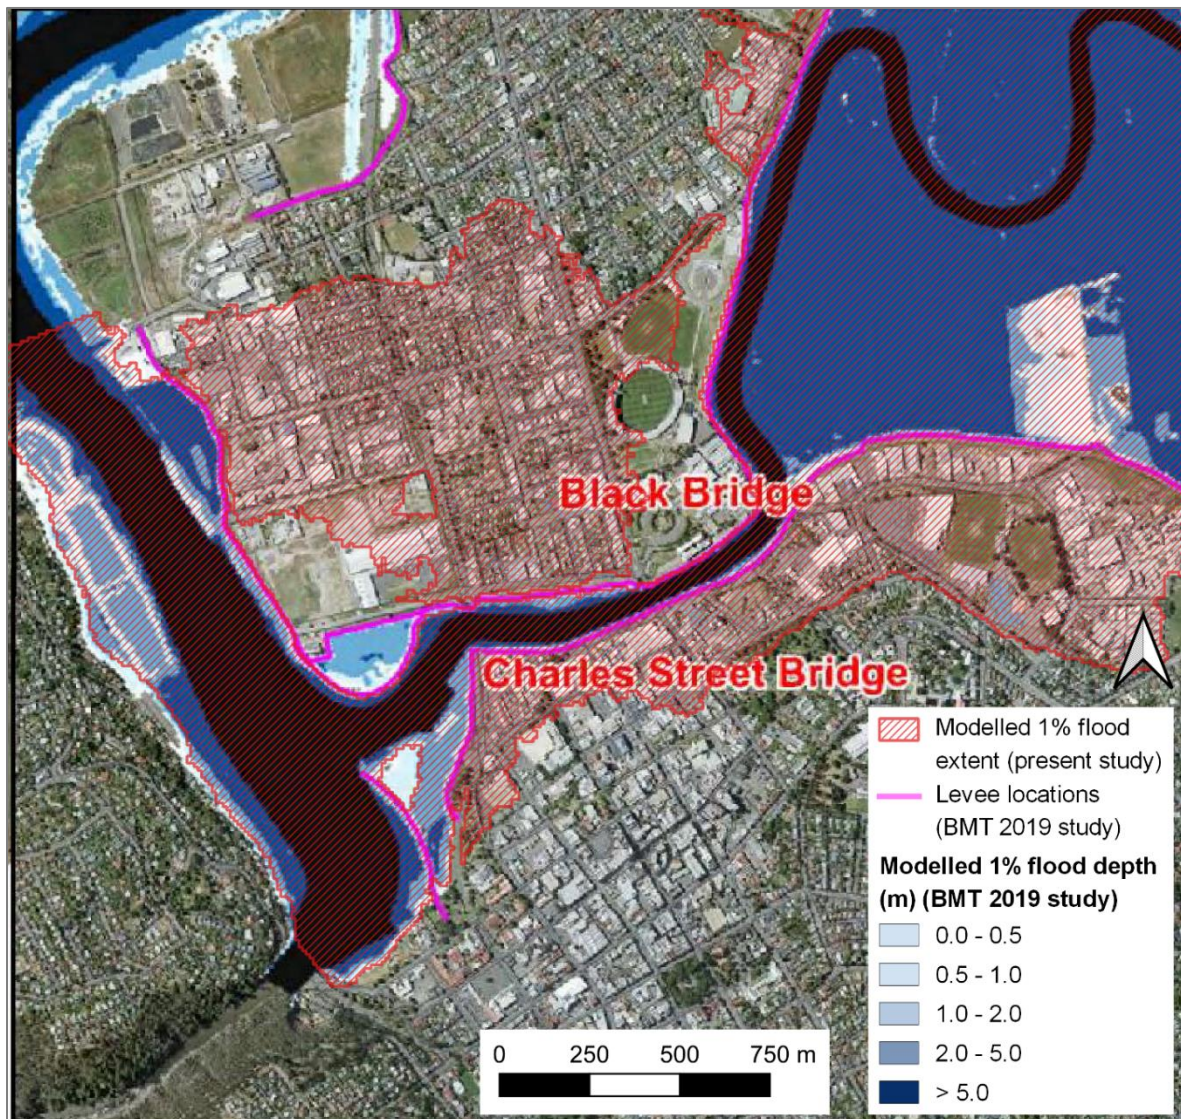 Black Bridge
Charles Street Bridge
Modelled 1% flood
extent (present study)
Levee locations
(BMT 2019 study)
Modelled 1% flood depth
(m) (BMT 2019 study)
0.0 - 0.5
0.5 - 1.0
1.0 - 2.0
2.0 - 5.0
> 5.0
0 250 500 750 m